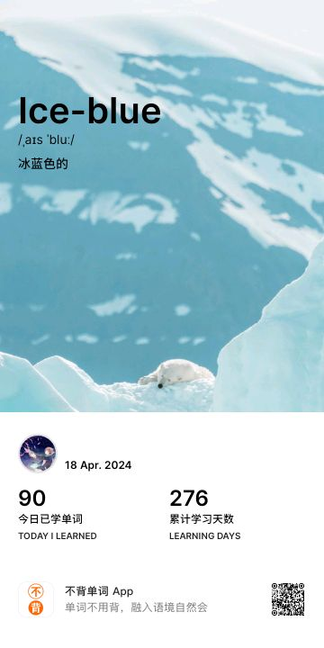 Ice-blue
/ˌaɪs ˈbluː/
冰蓝色的
18 Apr. 2024
90
276
今日已学单词
累计学习天数
TODAY I LEARNED
LEARNING DAYS
不背
不背单词 App
单词不用背，融入语境自然会